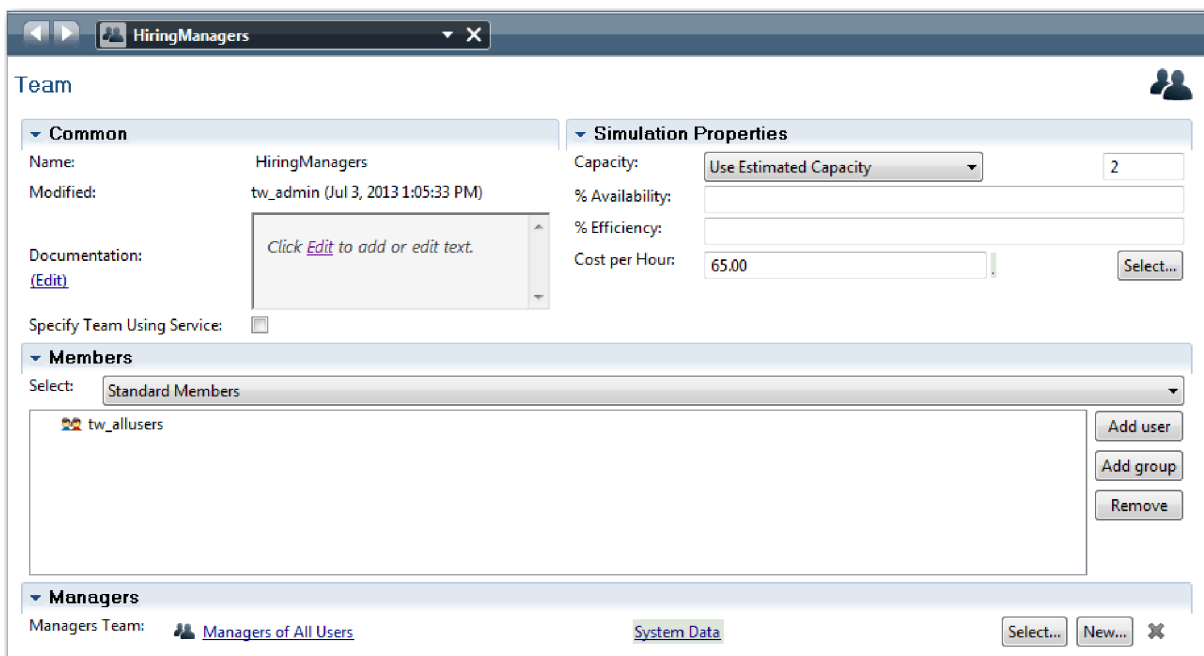 HiringManagers
Team
Common
Name: HiringManagers
Modified: tw_admin (Jul 3, 2013 1:05:33 PM)
Documentation:
(Edit)
Click Edit to add or edit text.
Specify Team Using Service:
Simulation Properties
Capacity: Use Estimated Capacity 2
% Availability:
% Efficiency:
Cost per Hour: 65.00 . Select...
Members
Select: Standard Members
tw_allusers
Add user
Add group
Remove
Managers
Managers Team: Managers of All Users System Data Select... New...